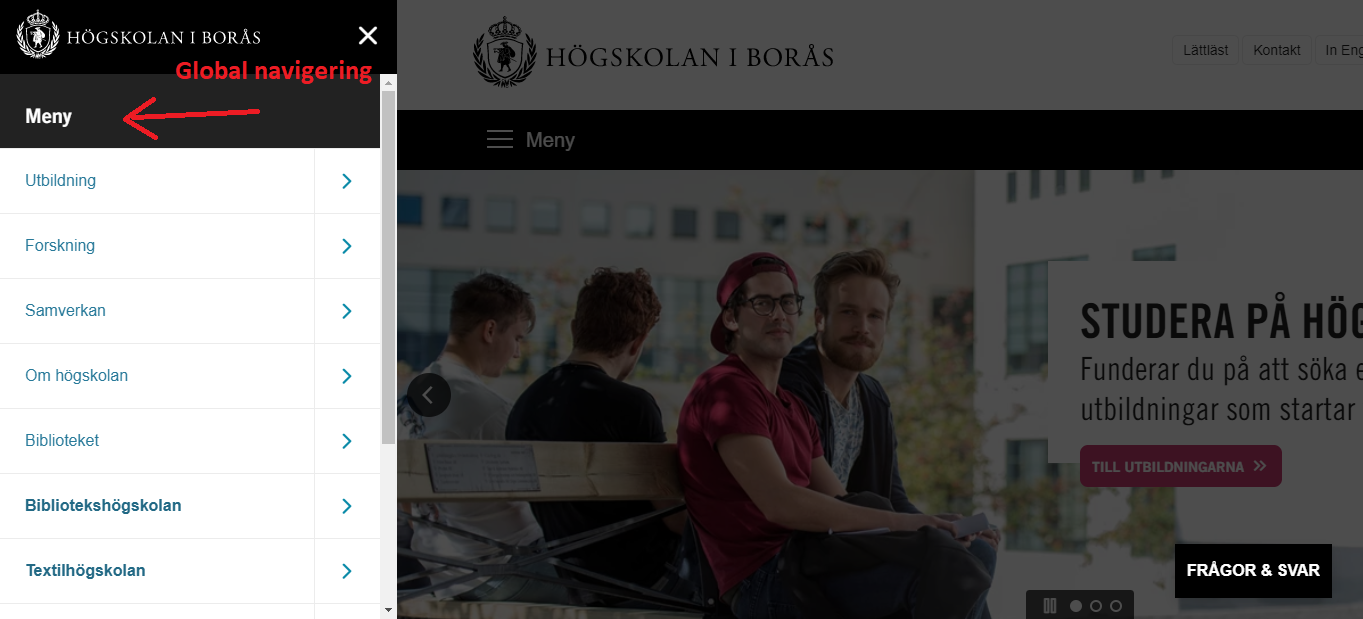 HÖGSKOLAN I BORÅS
Global navigering
Meny
Utbildning
Forskning
Samverkan
Om högskolan
Biblioteket
Bibliotekshögskolan
Textilhögskolan
HÖGSKOLAN I BORÅS
Lättläst Kontakt In Eng
Meny
STUDERA PÅ HÖG
Funderar du på att söka e
utbildningar som startar
TILL UTBILDNINGARNA
FRÅGOR & SVAR